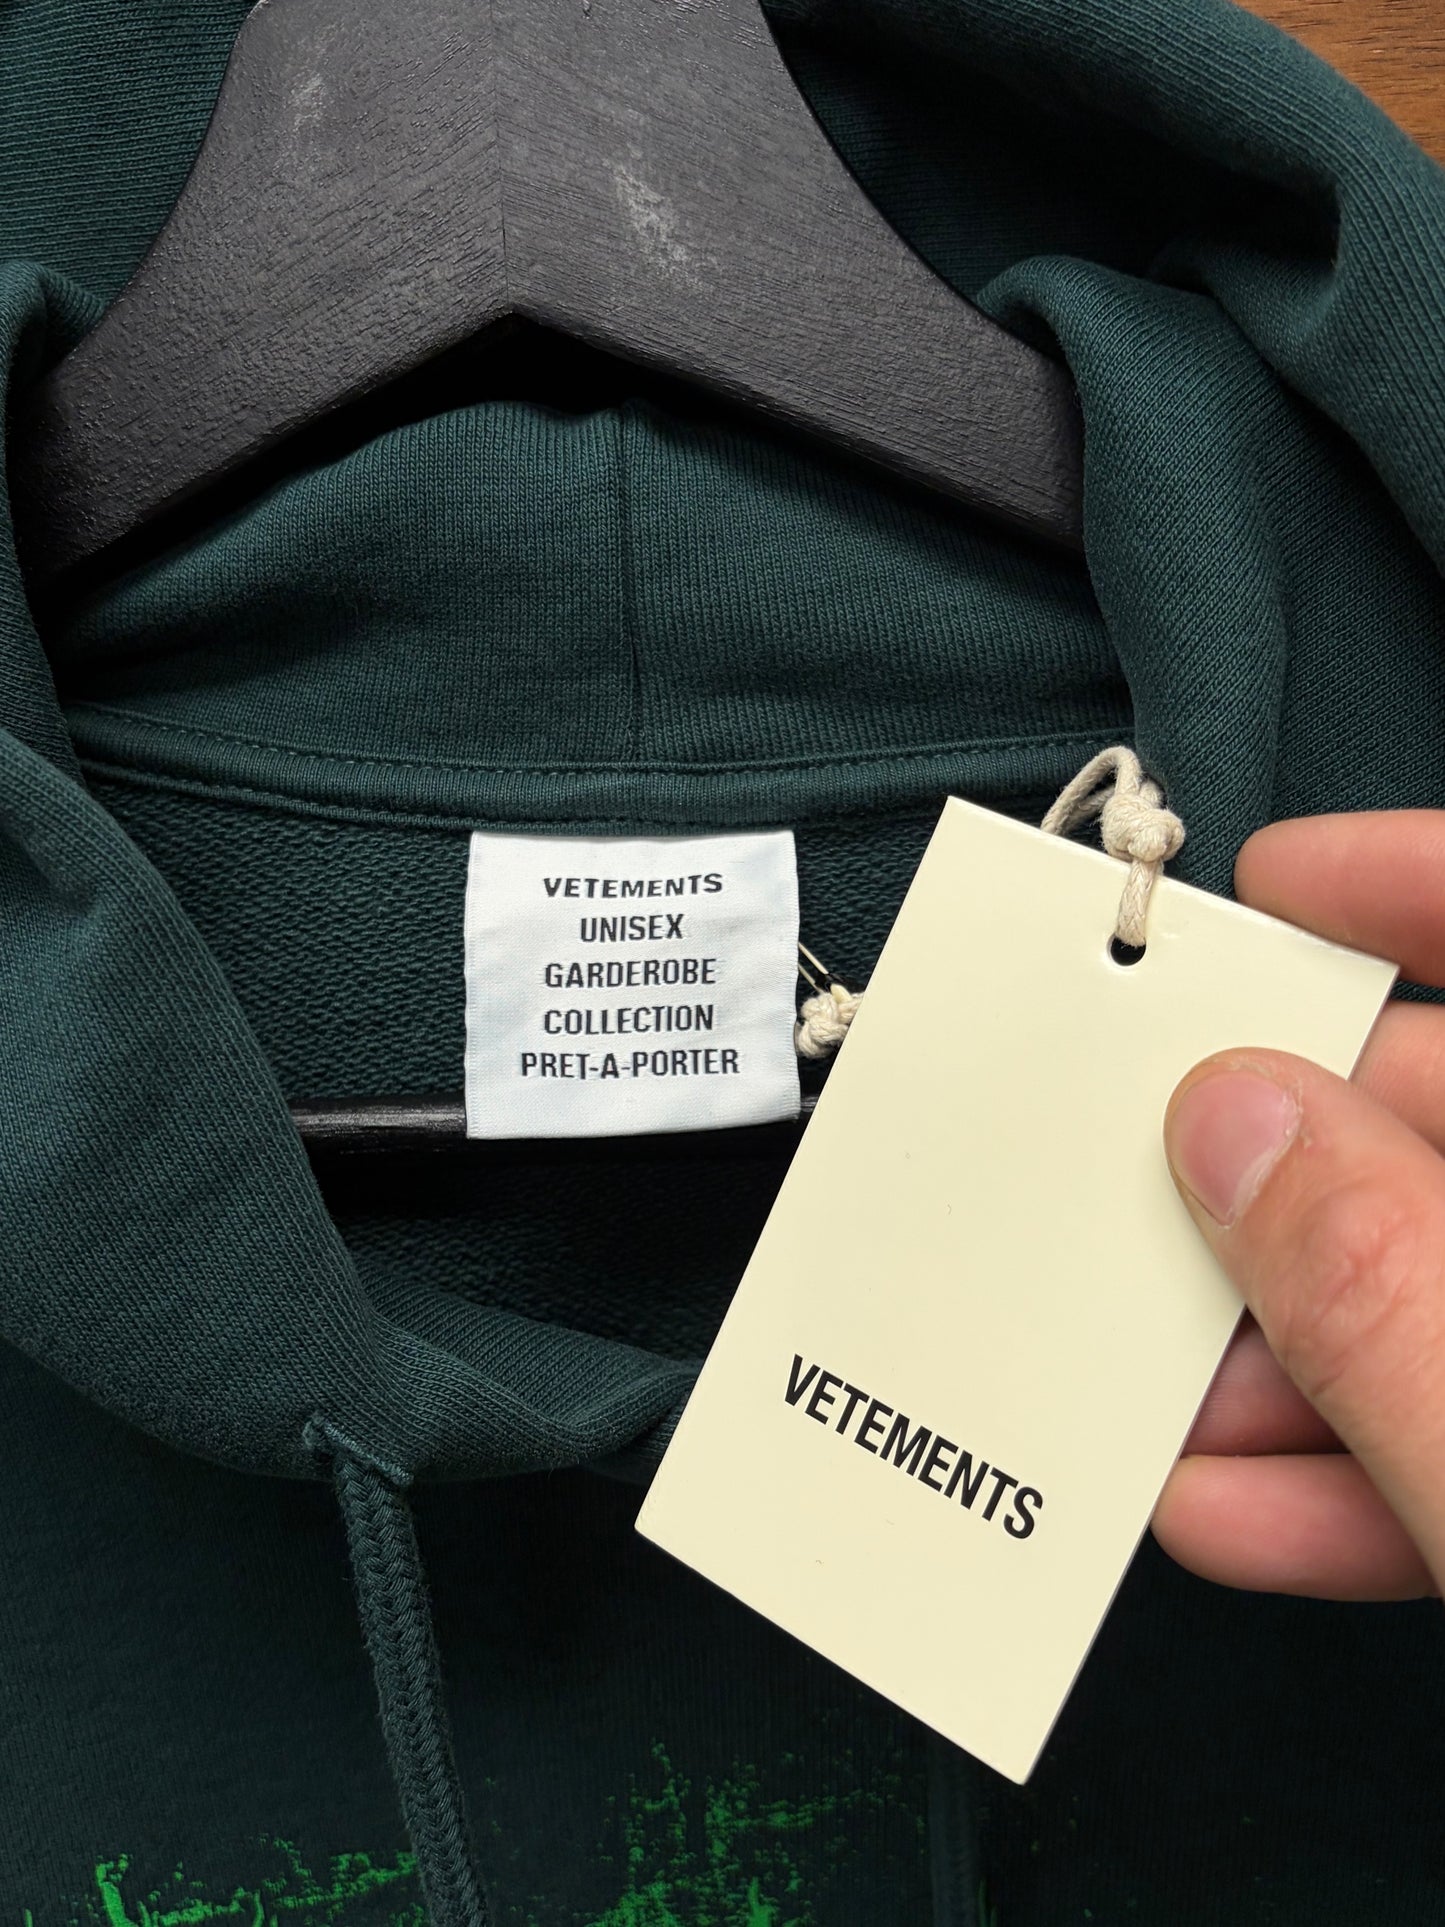 VETEMENTS
UNISEX
GARDEROBE
COLLECTION
PRET-A-PORTER
VETEMENTS